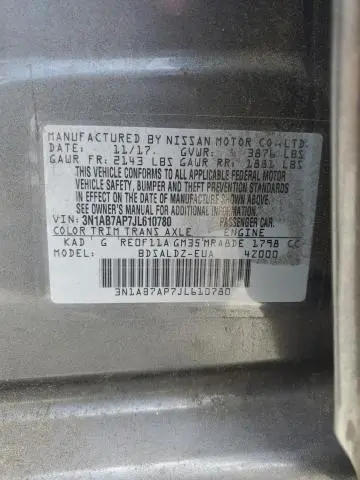 MANUFACTURED BY NISSAN MOTOR CO.,LTD.
DATE: 11/17. GVWR: 3876 LBS
GAWR FR: 2143 LBS GAWR RR: 1881 LBS
THIS VEHICLE CONFORMS TO ALL APPLICABLE FEDERAL MOTOR
VEHICLE SAFETY, BUMPER AND THEFT PREVENTION STANDARDS
IN EFFECT ON THE DATE OF MANUFACTURE SHOWN ABOVE.
SEE OWNER'S MANUAL FOR ADDITIONAL INFORMATION.
VIN: 3N1AB7AP7JL610780 PASSENGER CAR.
COLOR TRIM TRANS AXLE ENGINE
KAD G RE0F11A GM35 MRA8DE 1798 CC
MODEL: BDSALDZ-EUA 42000
3N1AB7AP7JL610780